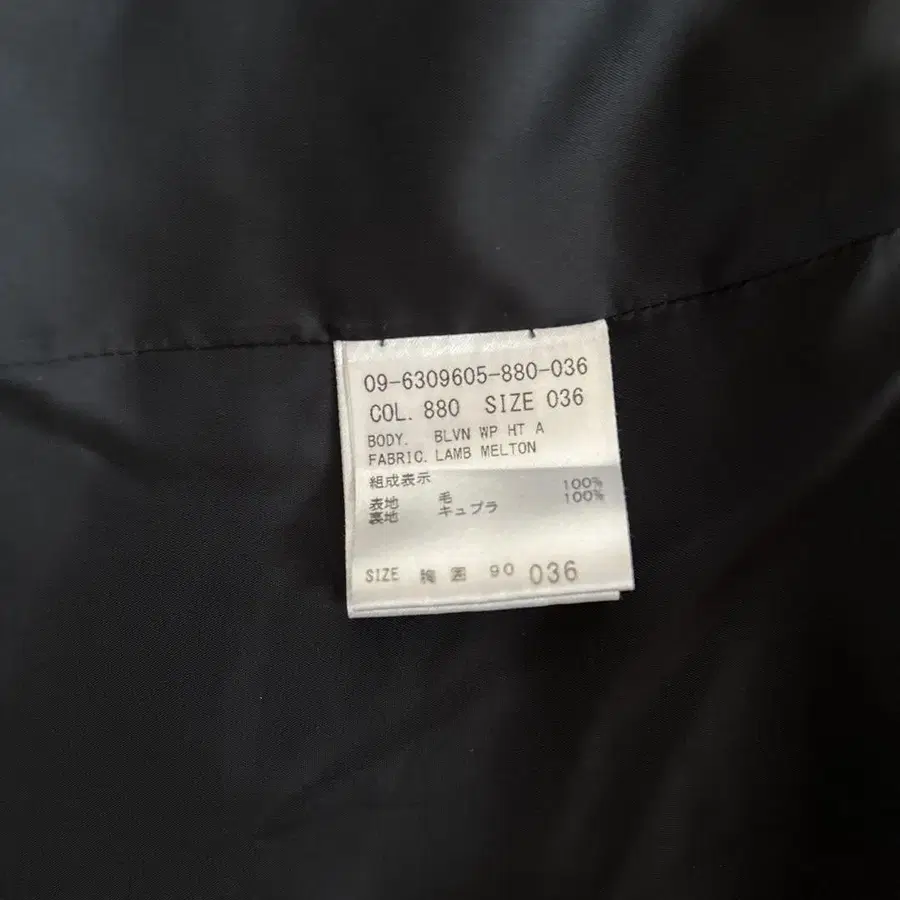 09-6309605-880-036
COL. 880 SIZE 036
BODY. BLVN WP HT A
FABRIC. LAMB MELTON
組成表示
表地 毛 100%
裏地 キュプラ 100%
SIZE 胸囲 90 036